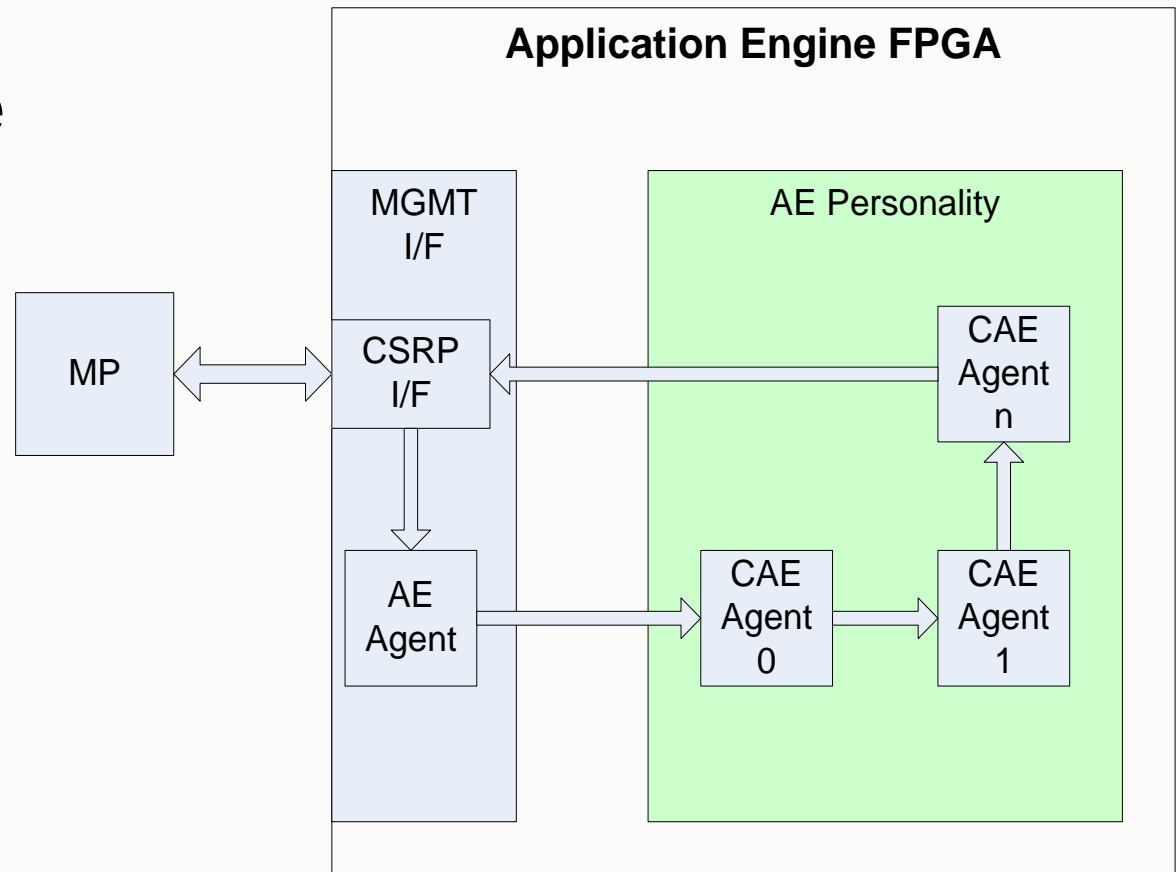 Application Engine FPGA
e
MGMT
I/F
AE Personality
MP
CSRP
I/F
CAE
Agent
n
AE
Agent
CAE
Agent
0
CAE
Agent
1